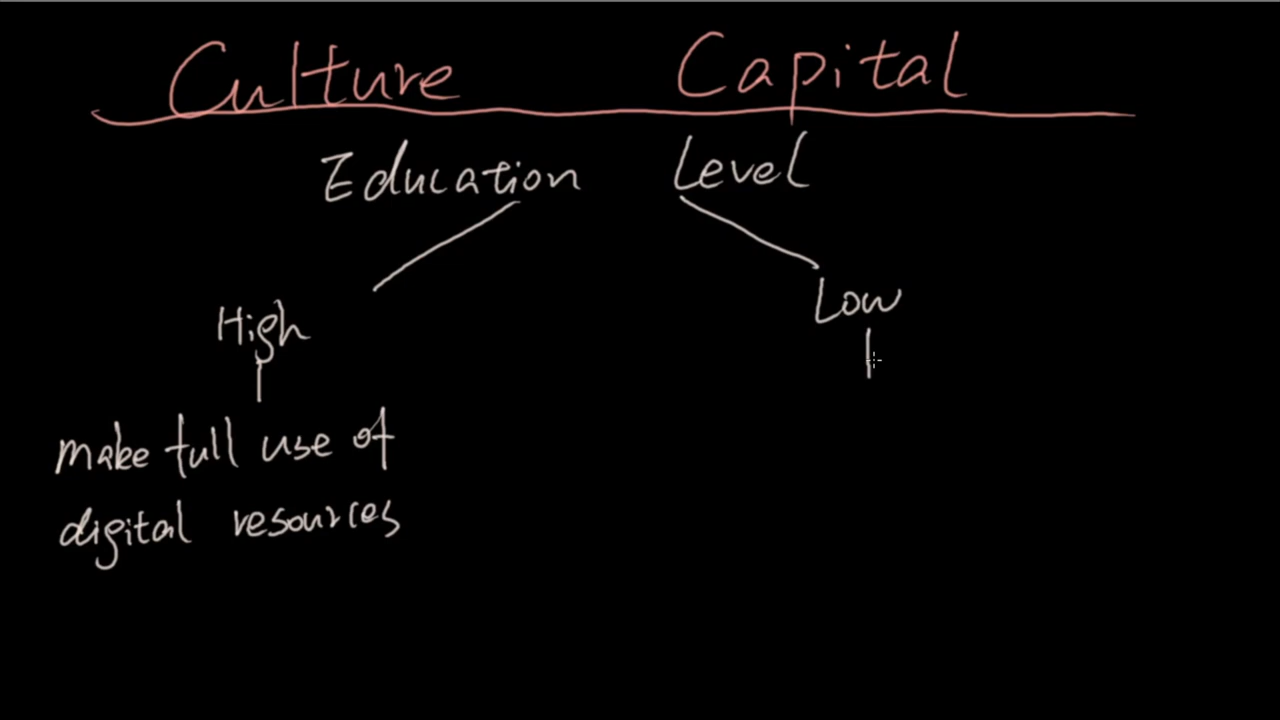 Culture Capital
Education Level
High
Low
make full use of
digital resources